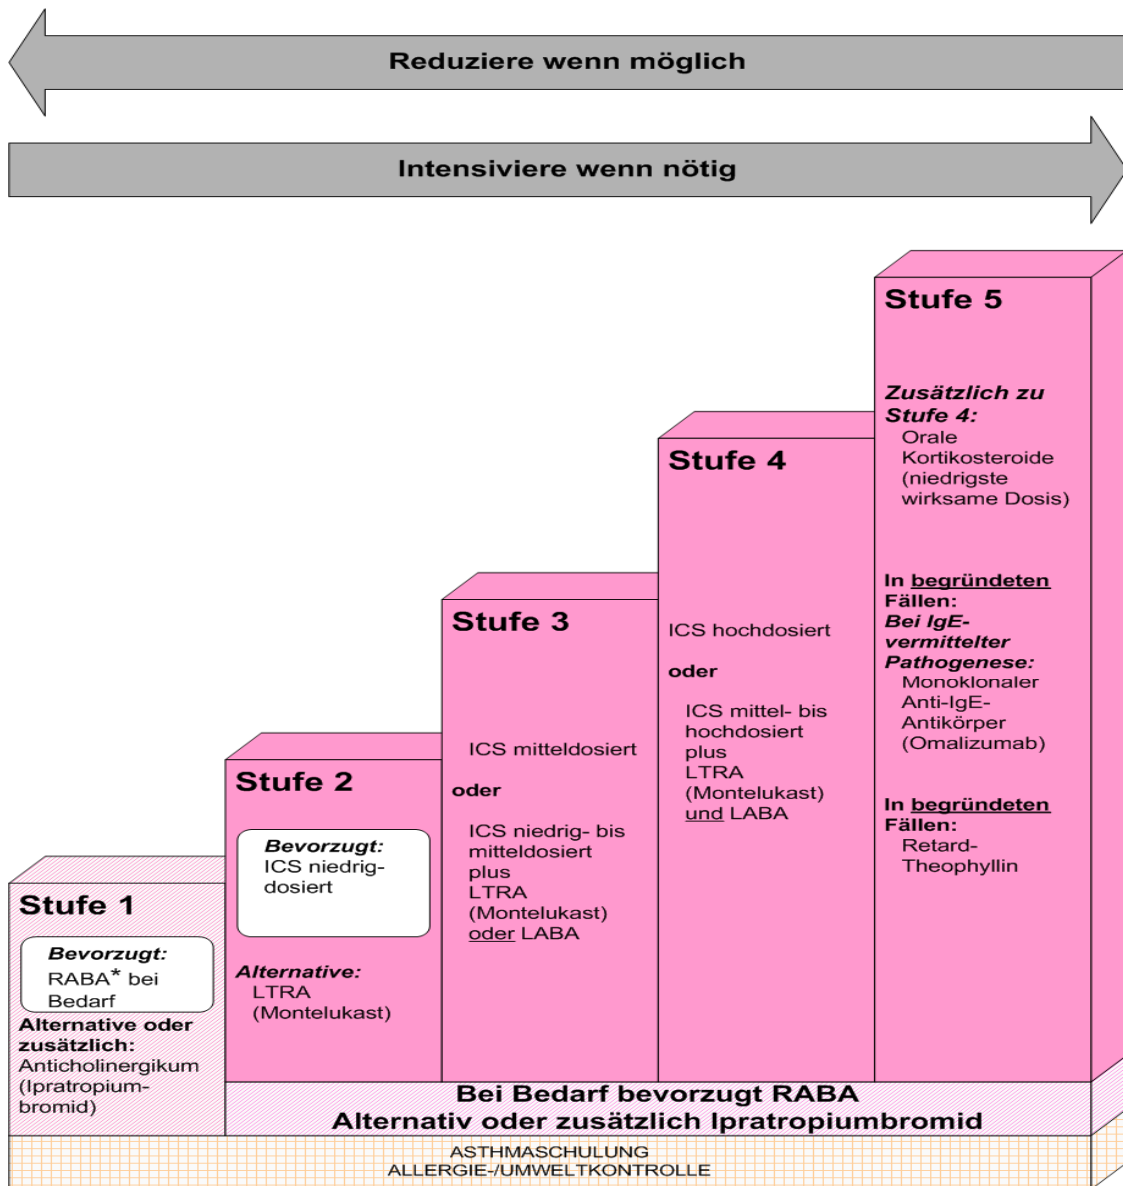 Reduziere wenn möglich
Intensiviere wenn nötig
Stufe 1
Bevorzugt:
RABA* bei
Bedarf
Alternative oder
zusätzlich:
Anticholinergikum
(Ipratropium-
bromid)
Stufe 2
Bevorzugt:
ICS niedrig-
dosiert
Alternative:
LTRA
(Montelukast)
Stufe 3
ICS mitteldosiert
oder
ICS niedrig- bis
mitteldosiert
plus
LTRA
(Montelukast)
oder LABA
Stufe 4
ICS hochdosiert
oder
ICS mittel- bis
hochdosiert
plus
LTRA
(Montelukast)
und LABA
Stufe 5
Zusätzlich zu
Stufe 4:
Orale
Kortikosteroide
(niedrigste
wirksame Dosis)
In begründeten
Fällen:
Bei IgE-
vermittelter
Pathogenese:
Monoklonaler
Anti-IgE-
Antikörper
(Omalizumab)
In begründeten
Fällen:
Retard-
Theophyllin
Bei Bedarf bevorzugt RABA
Alternativ oder zusätzlich Ipratropiumbromid
ASTHMASCHULUNG
ALLERGIE-/UMWELTKONTROLLE